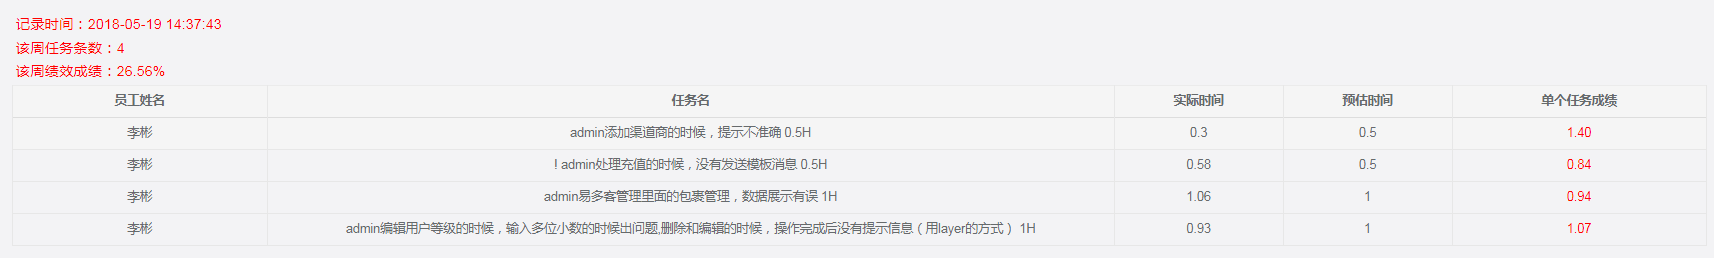 记录时间：2018-05-19 14:37:43
该周任务条数：4
该周绩效成绩：26.56%
员工姓名 任务名 实际时间 预估时间 单个任务成绩
李彬 admin添加渠道商的时候，提示不准确 0.5H 0.3 0.5 1.40
李彬 ! admin处理充值的时候，没有发送模板消息 0.5H 0.58 0.5 0.84
李彬 admin易多客管理里面的包裹管理，数据展示有误 1H 1.06 1 0.94
李彬 admin编辑用户等级的时候，输入多位小数的时候出问题,删除和编辑的时候，操作完成后没有提示信息（用layer的方式） 1H 0.93 1 1.07